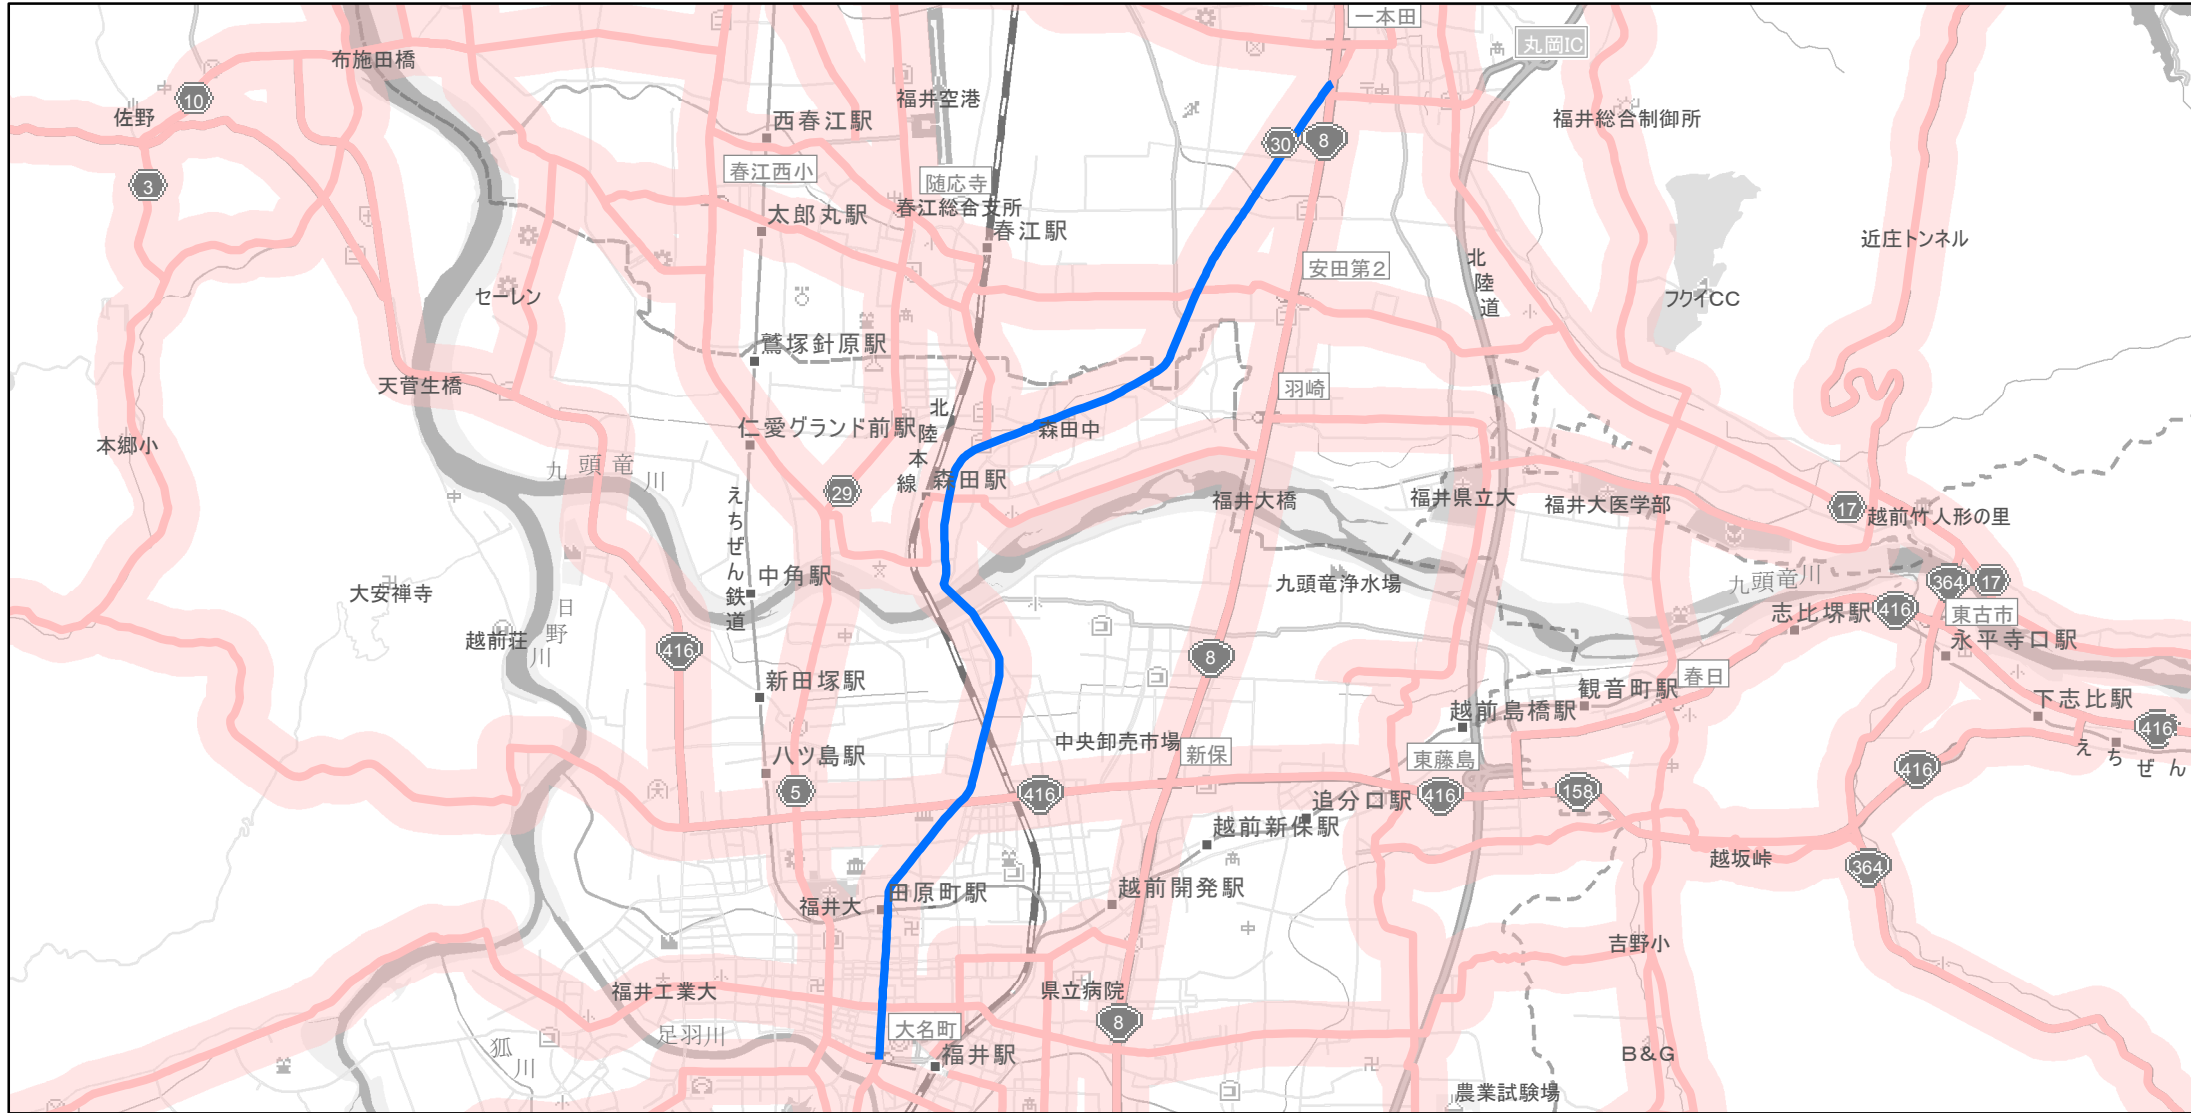 一本田
丸岡IC
布施田橋
10
佐野
福井空港
西春江駅
福井総合制御所
30
8
3
春江西小
随応寺
春江総合支所
太郎丸駅
春江駅
近庄トンネル
安田第2
北陸道
セーレン
フクイCC
鷲塚針原駅
天菅生橋
羽崎
仁愛グランド前駅
北陸本線
森田中
本郷小
九頭竜川
29
森田駅
福井大橋
福井県立大
福井大医学部
17
越前竹人形の里
えちぜん鉄道
中角駅
九頭竜浄水場
九頭竜川
364
17
大安禅寺
日野川
志比堺駅
416
東古市
越前荘
416
8
永平寺口駅
新田塚駅
春日
観音町駅
下志比駅
越前島橋駅
416
八ツ島駅
中央卸売市場
新保
東藤島
えちぜん
5
416
追分口駅
416
158
416
越前新保駅
越坂峠
364
越前開発駅
田原町駅
福井大
吉野小
福井工業大
県立病院
8
大名町
足羽川
狐川
福井駅
B&G
農業試験場